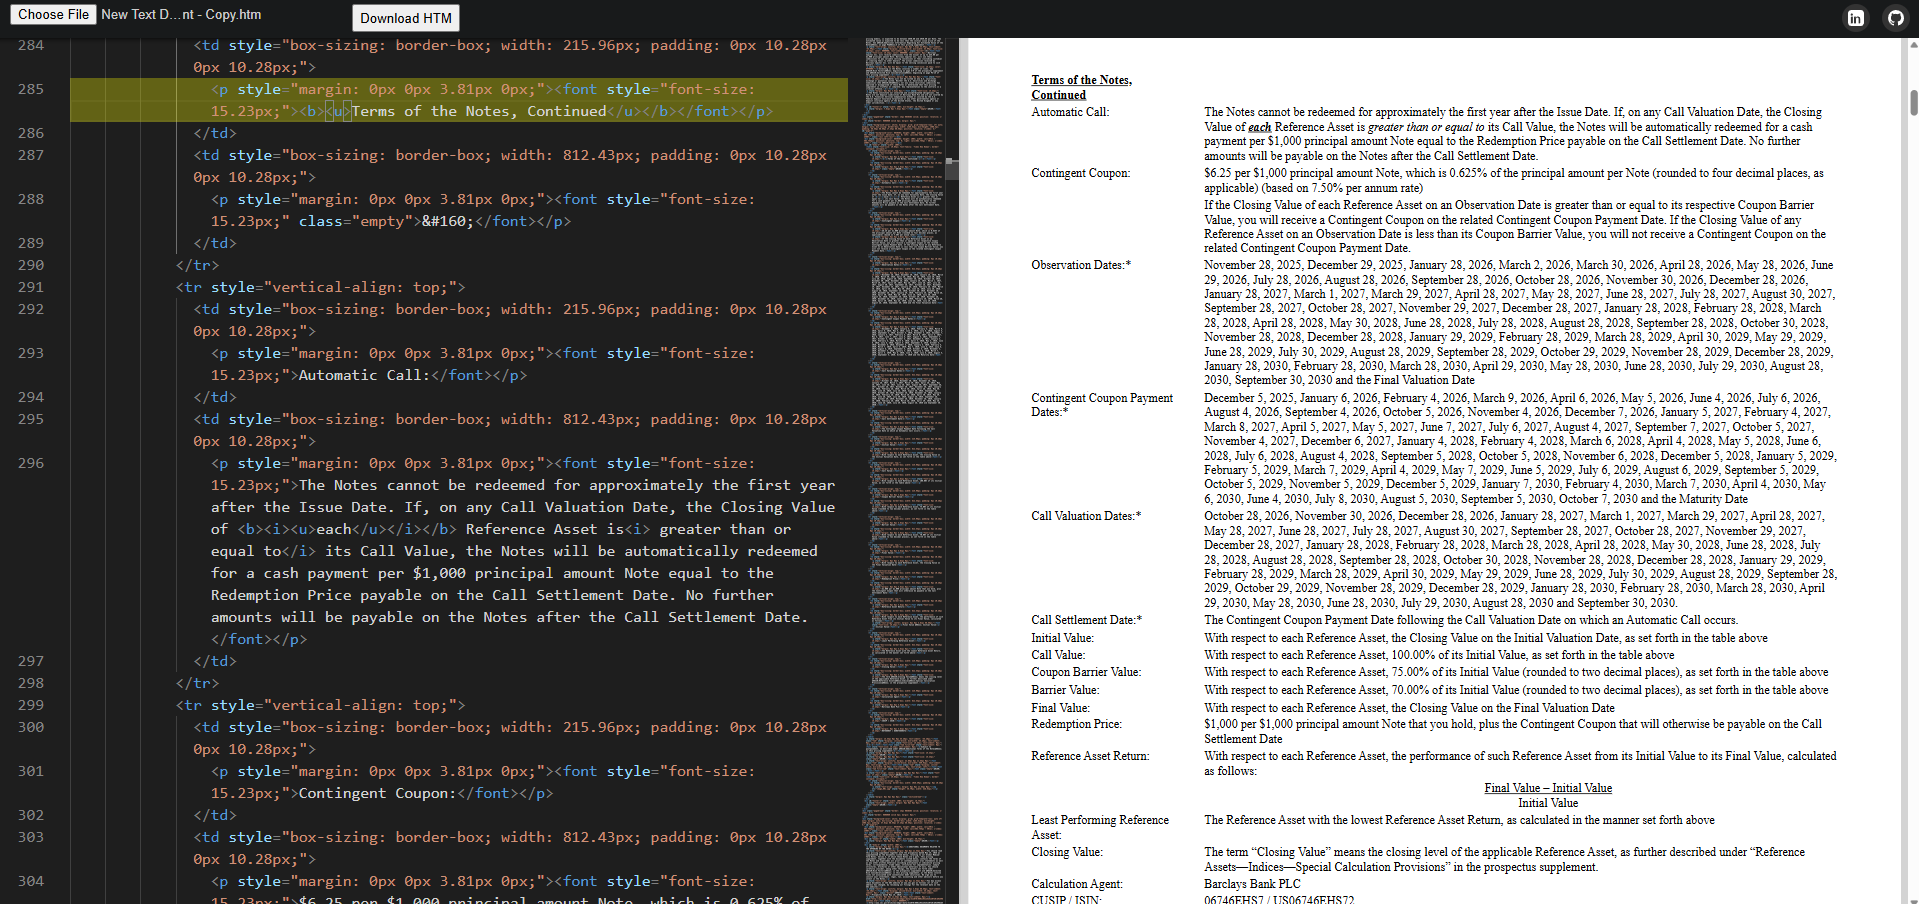 Choose File New Text D...nt - Copy.htm
Download HTM
284 <td style="box-sizing: border-box; width: 215.96px; padding: 0px 10.28px
0px 10.28px;">
285 <p style="margin: 0px 0px 3.81px 0px;"><font style="font-size:
15.23px;"><b><u>Terms of the Notes, Continued</u></b></font></p>
286 </td>
287 <td style="box-sizing: border-box; width: 812.43px; padding: 0px 10.28px
0px 10.28px;">
288 <p style="margin: 0px 0px 3.81px 0px;"><font style="font-size:
15.23px;" class="empty">&#160;</font></p>
289 </td>
290 </tr>
291 <tr style="vertical-align: top;">
292 <td style="box-sizing: border-box; width: 215.96px; padding: 0px 10.28px
0px 10.28px;">
293 <p style="margin: 0px 0px 3.81px 0px;"><font style="font-size:
15.23px;">Automatic Call:</font></p>
294 </td>
295 <td style="box-sizing: border-box; width: 812.43px; padding: 0px 10.28px
0px 10.28px;">
296 <p style="margin: 0px 0px 3.81px 0px;"><font style="font-size:
15.23px;">The Notes cannot be redeemed for approximately the first year
after the Issue Date. If, on any Call Valuation Date, the Closing Value
of <b><i><u>each</u></i></b> Reference Asset is<i> greater than or
equal to</i> its Call Value, the Notes will be automatically redeemed
for a cash payment per $1,000 principal amount Note equal to the
Redemption Price payable on the Call Settlement Date. No further
amounts will be payable on the Notes after the Call Settlement Date.
</font></p>
297 </td>
298 </tr>
299 <tr style="vertical-align: top;">
300 <td style="box-sizing: border-box; width: 215.96px; padding: 0px 10.28px
0px 10.28px;">
301 <p style="margin: 0px 0px 3.81px 0px;"><font style="font-size:
15.23px;">Contingent Coupon:</font></p>
302 </td>
303 <td style="box-sizing: border-box; width: 812.43px; padding: 0px 10.28px
0px 10.28px;">
304 <p style="margin: 0px 0px 3.81px 0px;"><font style="font-size:
15.23px;">$6.25 per $1,000 principal amount Note, which is 0.625% of
Terms of the Notes,
Continued
Automatic Call: The Notes cannot be redeemed for approximately the first year after the Issue Date. If, on any Call Valuation Date, the Closing
Value of each Reference Asset is greater than or equal to its Call Value, the Notes will be automatically redeemed for a cash
payment per $1,000 principal amount Note equal to the Redemption Price payable on the Call Settlement Date. No further
amounts will be payable on the Notes after the Call Settlement Date.
Contingent Coupon: $6.25 per $1,000 principal amount Note, which is 0.625% of the principal amount per Note (rounded to four decimal places, as
applicable) (based on 7.50% per annum rate)
If the Closing Value of each Reference Asset on an Observation Date is greater than or equal to its respective Coupon Barrier
Value, you will receive a Contingent Coupon on the related Contingent Coupon Payment Date. If the Closing Value of any
Reference Asset on an Observation Date is less than its Coupon Barrier Value, you will not receive a Contingent Coupon on the
related Contingent Coupon Payment Date.
Observation Dates:* November 28, 2025, December 29, 2025, January 28, 2026, March 2, 2026, March 30, 2026, April 28, 2026, May 28, 2026, June
29, 2026, July 28, 2026, August 28, 2026, September 28, 2026, October 28, 2026, November 30, 2026, December 28, 2026,
January 28, 2027, March 1, 2027, March 29, 2027, April 28, 2027, May 28, 2027, June 28, 2027, July 28, 2027, August 30, 2027,
September 28, 2027, October 28, 2027, November 29, 2027, December 28, 2027, January 28, 2028, February 28, 2028, March
28, 2028, April 28, 2028, May 30, 2028, June 28, 2028, July 28, 2028, August 28, 2028, September 28, 2028, October 30, 2028,
November 28, 2028, December 28, 2028, January 29, 2029, February 28, 2029, March 28, 2029, April 30, 2029, May 29, 2029,
June 28, 2029, July 30, 2029, August 28, 2029, September 28, 2029, October 29, 2029, November 28, 2029, December 28, 2029,
January 28, 2030, February 28, 2030, March 28, 2030, April 29, 2030, May 28, 2030, June 28, 2030, July 29, 2030, August 28,
2030, September 30, 2030 and the Final Valuation Date
Contingent Coupon Payment
Dates:* December 5, 2025, January 6, 2026, February 4, 2026, March 9, 2026, April 6, 2026, May 5, 2026, June 4, 2026, July 6, 2026,
August 4, 2026, September 4, 2026, October 5, 2026, November 4, 2026, December 7, 2026, January 5, 2027, February 4, 2027,
March 8, 2027, April 5, 2027, May 5, 2027, June 7, 2027, July 6, 2027, August 4, 2027, September 7, 2027, October 5, 2027,
November 4, 2027, December 6, 2027, January 4, 2028, February 4, 2028, March 6, 2028, April 4, 2028, May 5, 2028, June 6,
2028, July 6, 2028, August 4, 2028, September 5, 2028, October 5, 2028, November 6, 2028, December 5, 2028, January 5, 2029,
February 5, 2029, March 7, 2029, April 4, 2029, May 7, 2029, June 5, 2029, July 6, 2029, August 6, 2029, September 5, 2029,
October 5, 2029, November 5, 2029, December 5, 2029, January 7, 2030, February 4, 2030, March 7, 2030, April 4, 2030, May
6, 2030, June 4, 2030, July 8, 2030, August 5, 2030, September 5, 2030, October 7, 2030 and the Maturity Date
Call Valuation Dates:* October 28, 2026, November 30, 2026, December 28, 2026, January 28, 2027, March 1, 2027, March 29, 2027, April 28, 2027,
May 28, 2027, June 28, 2027, July 28, 2027, August 30, 2027, September 28, 2027, October 28, 2027, November 29, 2027,
December 28, 2027, January 28, 2028, February 28, 2028, March 28, 2028, April 28, 2028, May 30, 2028, June 28, 2028, July
28, 2028, August 28, 2028, September 28, 2028, October 30, 2028, November 28, 2028, December 28, 2028, January 29, 2029,
February 28, 2029, March 28, 2029, April 30, 2029, May 29, 2029, June 28, 2029, July 30, 2029, August 28, 2029, September 28,
2029, October 29, 2029, November 28, 2029, December 28, 2029, January 28, 2030, February 28, 2030, March 28, 2030, April
29, 2030, May 28, 2030, June 28, 2030, July 29, 2030, August 28, 2030 and September 30, 2030.
Call Settlement Date:* The Contingent Coupon Payment Date following the Call Valuation Date on which an Automatic Call occurs.
Initial Value: With respect to each Reference Asset, the Closing Value on the Initial Valuation Date, as set forth in the table above
Call Value: With respect to each Reference Asset, 100.00% of its Initial Value, as set forth in the table above
Coupon Barrier Value: With respect to each Reference Asset, 75.00% of its Initial Value (rounded to two decimal places), as set forth in the table above
Barrier Value: With respect to each Reference Asset, 70.00% of its Initial Value (rounded to two decimal places), as set forth in the table above
Final Value: With respect to each Reference Asset, the Closing Value on the Final Valuation Date
Redemption Price: $1,000 per $1,000 principal amount Note that you hold, plus the Contingent Coupon that will otherwise be payable on the Call
Settlement Date
Reference Asset Return: With respect to each Reference Asset, the performance of such Reference Asset from its Initial Value to its Final Value, calculated
as follows:
Final Value – Initial Value
Initial Value
Least Performing Reference
Asset: The Reference Asset with the lowest Reference Asset Return, as calculated in the manner set forth above
Closing Value: The term “Closing Value” means the closing level of the applicable Reference Asset, as further described under “Reference
Assets—Indices—Special Calculation Provisions” in the prospectus supplement.
Calculation Agent: Barclays Bank PLC
CUSIP / ISIN: 06746EHS7 / US06746EHS72